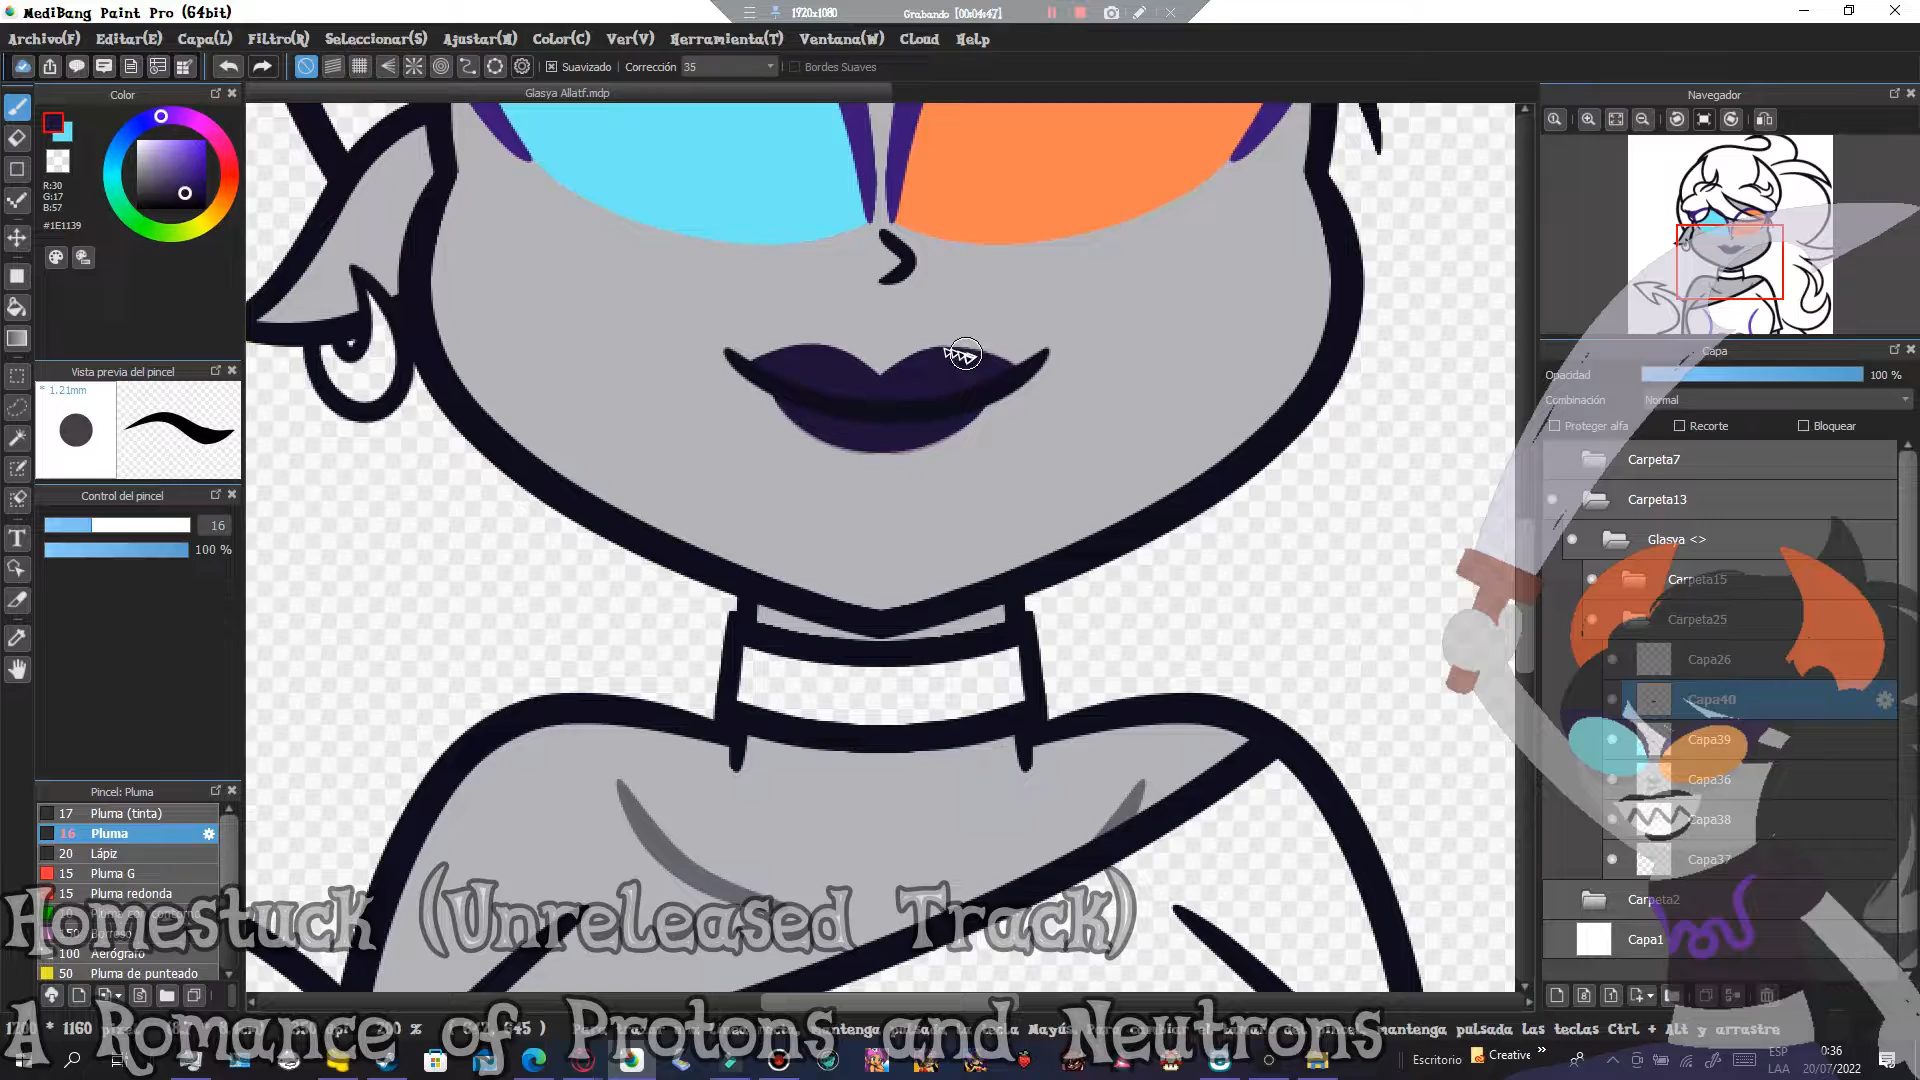 MediBang Paint Pro (64bit)
1920x1080
Grabando [00:04:47]
Archivo(F) Editar(E) Capa(L) Filtro(R) Seleccionar(S) Ajustar(M) Color(C) Ver(V) Herramienta(T) Ventana(W) Cloud Help
Suavizado Corrección 35 Bordes Suaves
Color
Glasya Allatf.mdp
Navegador
R:30
G:17
B:57
#1E1139
Vista previa del pincel
* 1.21mm
Control del pincel
16
100 %
Pincel: Pluma
17 Pluma (tinta)
16 Pluma
20 Lápiz
15 Pluma G
15 Pluma redonda
100 Aerógrafo
50 Pluma de punteado
Capa
Opacidad 100 %
Combinación Normal
Proteger alfa Recorte Bloquear
Carpeta7
Carpeta13
Glasya <>
Carpeta15
Carpeta25
Capa26
Capa40
Capa39
Capa36
Capa38
Capa37
Carpeta2
Capa1
Homestuck (Unreleased Track)
A Romance of Protons and Neutrons
mantenga pulsada las teclas Ctrl + Alt y arrastre
Escritorio Creative »
ESP
LAA
0:36
20/07/2022